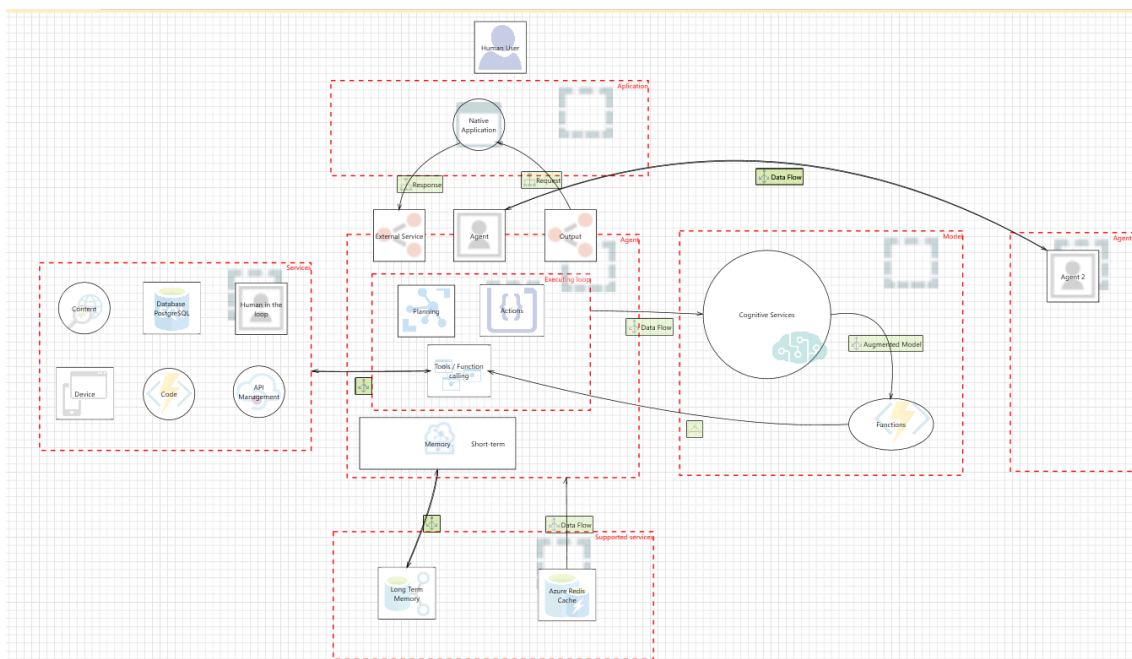 Human User
Aplication
Native
Application
Response
Request
Data Flow
External Service
Agent
Output
Agent
Model
Agent
Services
Executing loop
Content
Database
PostgreSQL
Human in the
loop
Planning
Actions
Cognitive Services
Agent 2
Data Flow
Augmented Model
Tools / Function
calling
Device
Code
API
Management
Functions
Memory
Short-term
Data Flow
Supported services
Long Term
Memory
Azure Redis
Cache